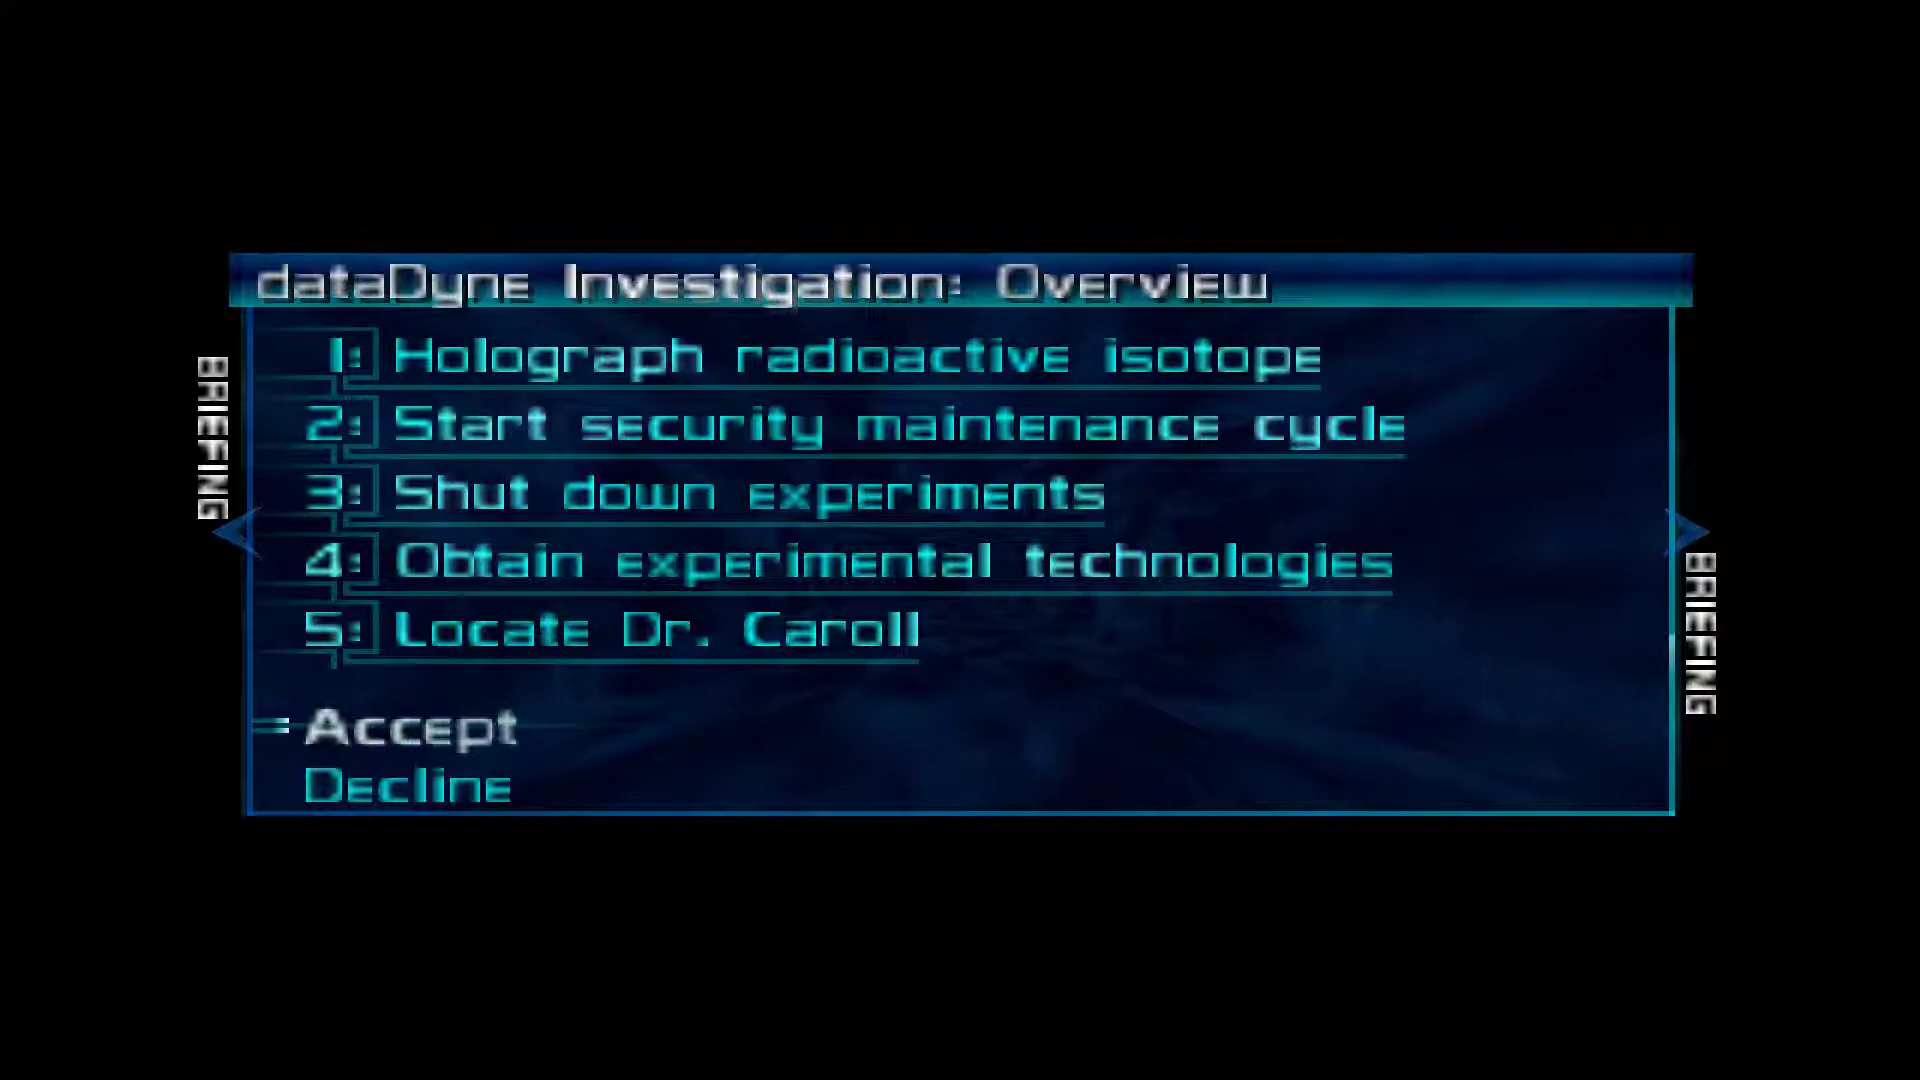 dataDyne Investigation: Overview
1: Holograph radioactive isotope
2: Start security maintenance cycle
3: Shut down experiments
4: Obtain experimental technologies
5: Locate Dr. Caroll
Accept
Decline
BRIEFING
BRIEFING